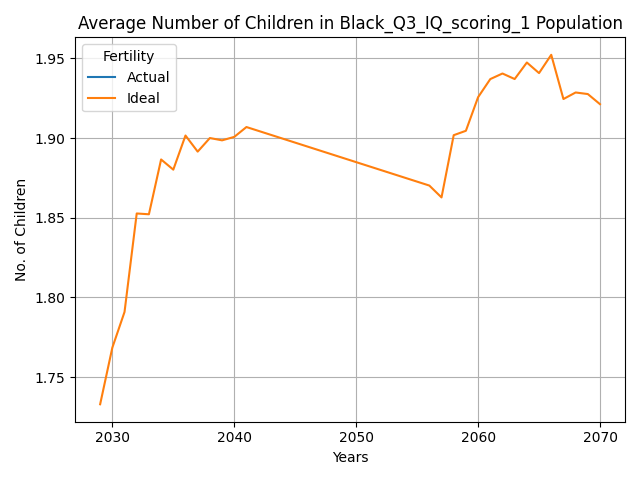 Average Number of Children in Black_Q3_IQ_scoring_1 Population
Fertility
Actual
Ideal
1.95
1.90
1.85
1.80
1.75
No. of Children
2030 2040 2050 2060 2070
Years